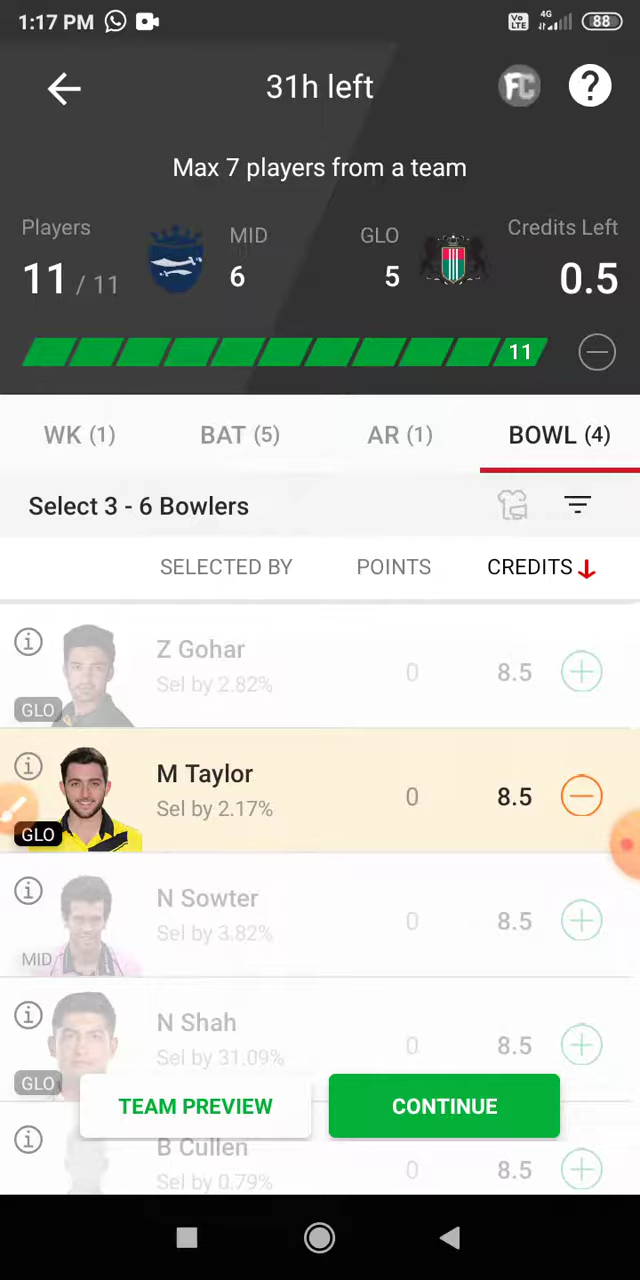 1:17 PM
Vo LTE
4G
88
31h left
FC
?
Max 7 players from a team
Players
MID
GLO
Credits Left
11 / 11
6
5
0.5
11
WK (1)
BAT (5)
AR (1)
BOWL (4)
Select 3 - 6 Bowlers
SELECTED BY
POINTS
CREDITS
Z Gohar
Sel by 2.82%
0
8.5
GLO
M Taylor
Sel by 2.17%
0
8.5
GLO
N Sowter
Sel by 3.82%
0
8.5
MID
N Shah
Sel by 31.09%
0
8.5
GLO
TEAM PREVIEW
CONTINUE
B Cullen
Sel by 0.79%
0
8.5